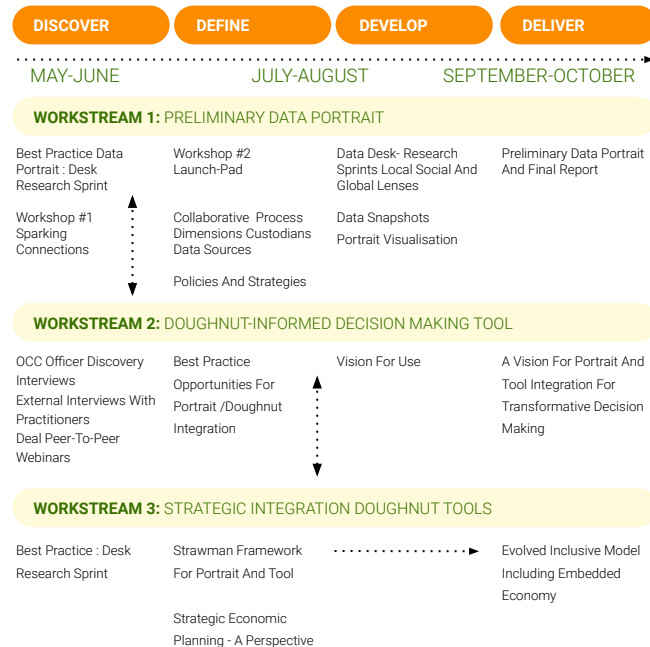 DISCOVER
DEFINE
DEVELOP
DELIVER
MAY-JUNE
JULY-AUGUST
SEPTEMBER-OCTOBER
WORKSTREAM 1: PRELIMINARY DATA PORTRAIT
Best Practice Data
Portrait : Desk
Research Sprint
Workshop #1
Sparking
Connections
Workshop #2
Launch-Pad
Collaborative Process
Dimensions Custodians
Data Sources
Policies And Strategies
Data Desk- Research
Sprints Local Social And
Global Lenses
Data Snapshots
Portrait Visualisation
Preliminary Data Portrait
And Final Report
WORKSTREAM 2: DOUGHNUT-INFORMED DECISION MAKING TOOL
OCC Officer Discovery
Interviews
External Interviews With
Practitioners
Deal Peer-To-Peer
Webinars
Best Practice
Opportunities For
Portrait /Doughnut
Integration
Vision For Use
A Vision For Portrait And
Tool Integration For
Transformative Decision
Making
WORKSTREAM 3: STRATEGIC INTEGRATION DOUGHNUT TOOLS
Best Practice : Desk
Research Sprint
Strawman Framework
For Portrait And Tool
Strategic Economic
Planning - A Perspective
Evolved Inclusive Model
Including Embedded
Economy